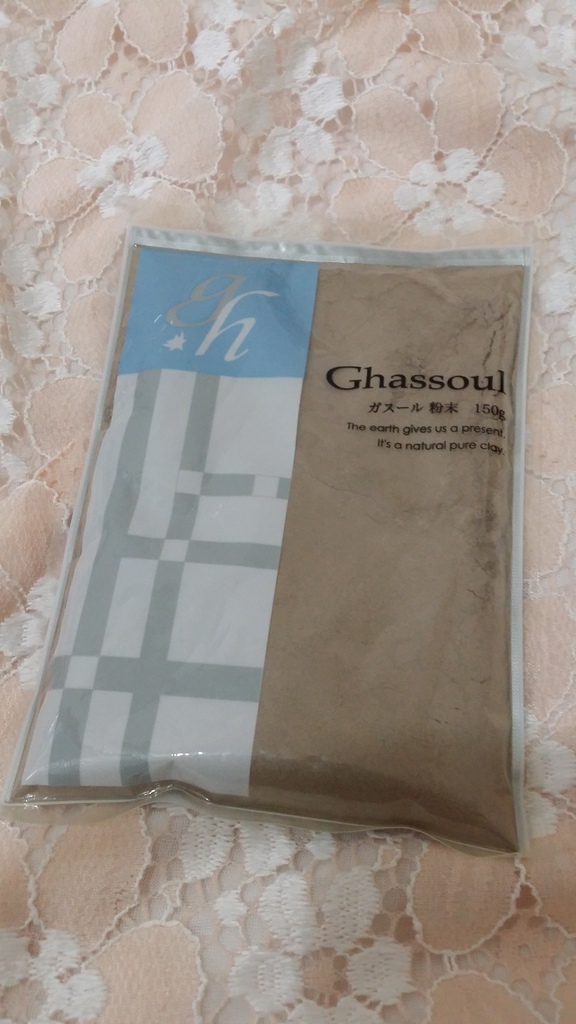 gh
Ghassoul
ガスール 粉末 150g
The earth gives us a present.
It's a natural pure clay.